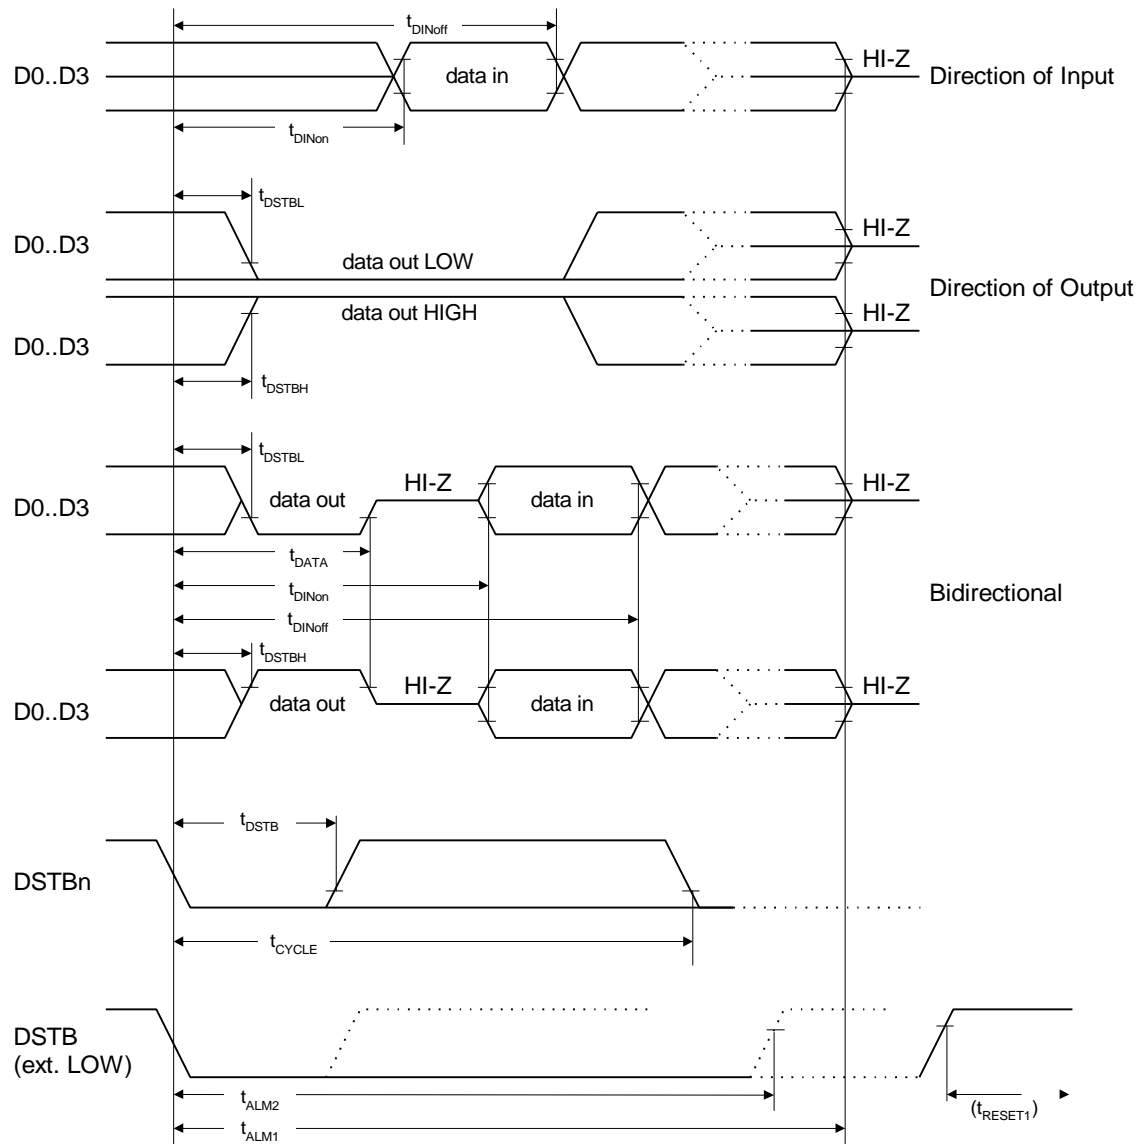 tDINoff
D0..D3
data in
HI-Z
Direction of Input
tDINon
tDSTBL
D0..D3
data out LOW
HI-Z
Direction of Output
data out HIGH
HI-Z
D0..D3
tDSTBH
tDSTBL
D0..D3
data out
HI-Z
data in
HI-Z
tDATA
tDINon
Bidirectional
tDINoff
tDSTBH
D0..D3
data out
HI-Z
data in
HI-Z
tDSTB
DSTBn
tCYCLE
DSTB
(ext. LOW)
tALM2
(tRESET1)
tALM1